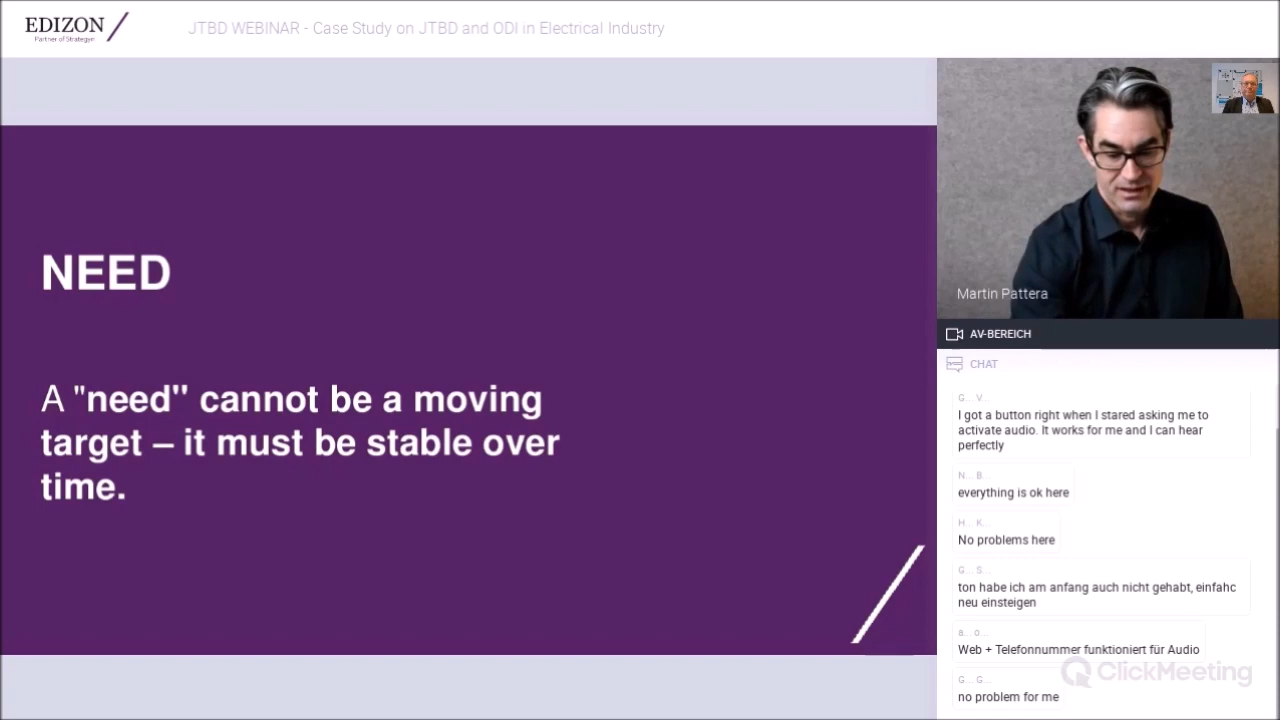 EDIZON
Partner of Strategyn
JTBD WEBINAR - Case Study on JTBD and ODI in Electrical Industry
NEED
A "need" cannot be a moving
target – it must be stable over
time.
Martin Pattera
AV-BEREICH
CHAT
G... V...
I got a button right when I stared asking me to
activate audio. It works for me and I can hear
perfectly
N... B...
everything is ok here
H... K...
No problems here
G... S...
ton habe ich am anfang auch nicht gehabt, einfahc
neu einsteigen
a... o...
Web + Telefonnummer funktioniert für Audio
G... G...
no problem for me
ClickMeeting